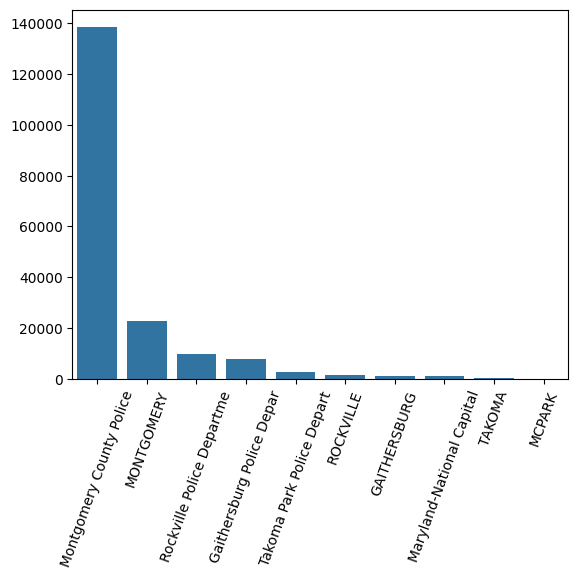 140000
120000
100000
80000
60000
40000
20000
0
Montgomery County Police
MONTGOMERY
Rockville Police Departme
Gaithersburg Police Depar
Takoma Park Police Depart
ROCKVILLE
GAITHERSBURG
Maryland-National Capital
TAKOMA
MCPARK